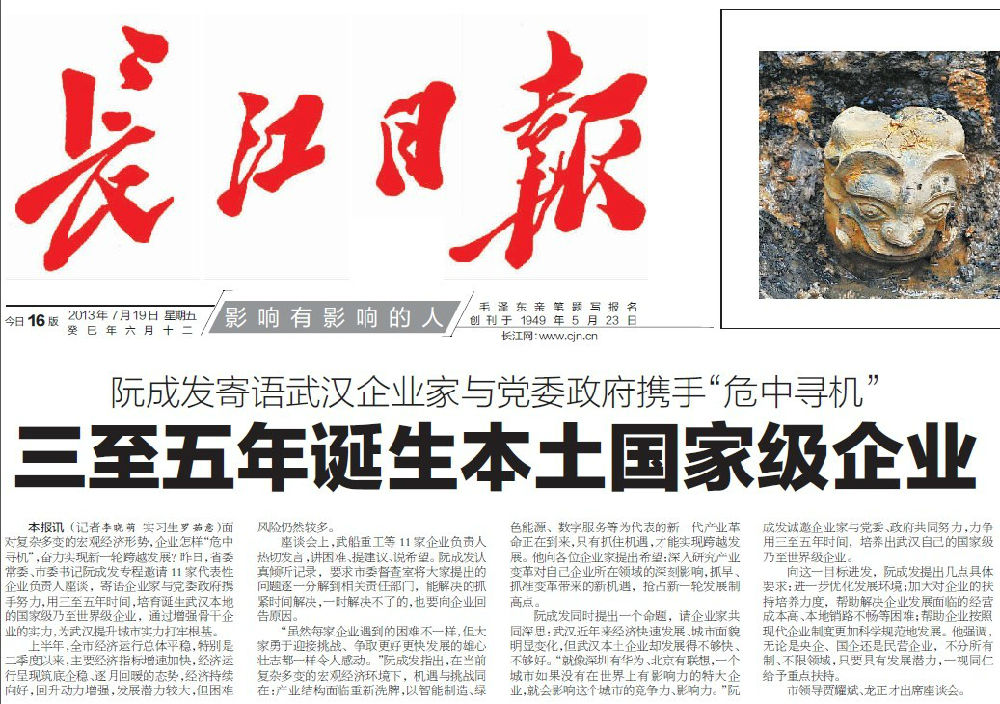 長江日報
今日16版
2013年7月19日 星期五
癸巳年六月十二
影响有影响的人
毛泽东亲笔题写报名
创刊于1949年5月23日
长江网:www.cjn.cn
阮成发寄语武汉企业家与党委政府携手“危中寻机”
三至五年诞生本土国家级企业
本报讯（记者李晓萌 实习生罗茹意）面
对复杂多变的宏观经济形势,企业怎样“危中
寻机”,奋力实现新一轮跨越发展?昨日,省委
常委、市委书记阮成发专程邀请11家代表性
企业负责人座谈，寄语企业家与党委政府携
手努力,用三至五年时间,培育诞生武汉本地
的国家级乃至世界级企业，通过增强骨干企
业的实力,为武汉提升城市实力打牢根基。
上半年,全市经济运行总体平稳,特别是
二季度以来,主要经济指标增速加快,经济运
行呈现筑底企稳、逐月回暖的态势,经济持续
向好,回升动力增强,发展潜力较大,但困难
风险仍然较多。
座谈会上,武船重工等11家企业负责人
热切发言,讲困难、提建议、说希望。阮成发认
真倾听记录，要求市委督查室将大家提出的
问题逐一分解到相关责任部门，能解决的抓
紧时间解决,一时解决不了的,也要向企业回
告原因。
“虽然每家企业遇到的困难不一样,但大
家勇于迎接挑战、争取更好更快发展的雄心
壮志都一样令人感动。”阮成发指出,在当前
复杂多变的宏观经济环境下，机遇与挑战同
在:产业结构面临重新洗牌,以智能制造、绿
色能源、数字服务等为代表的新一代产业革
命正在到来,只有抓住机遇,才能实现跨越发
展。他向各位企业家提出希望:深入研究产业
变革对自己企业所在领域的深刻影响,抓早、
抓准变革带来的新机遇，抢占新一轮发展制
高点。
阮成发同时提出一个命题，请企业家共
同深思:武汉近年来经济快速发展,城市面貌
明显变化,但武汉本土企业却发展得不够快、
不够好。“就像深圳有华为、北京有联想,一个
城市如果没有在世界上有影响力的特大企
业,就会影响这个城市的竞争力、影响力。”阮
成发诚邀企业家与党委、政府共同努力,力争
用三至五年时间，培养出武汉自己的国家级
乃至世界级企业。
向这一目标进发，阮成发提出几点具体
要求:进一步优化发展环境;加大对企业的扶
持培养力度，帮助解决企业发展面临的经营
成本高、本地销路不畅等困难;帮助企业按照
现代企业制度更加科学规范地发展。他强调,
无论是央企、国企还是民营企业，不分所有
制、不限领域,只要具有发展潜力,一视同仁
给予重点扶持。
市领导贾耀斌、龙正才出席座谈会。